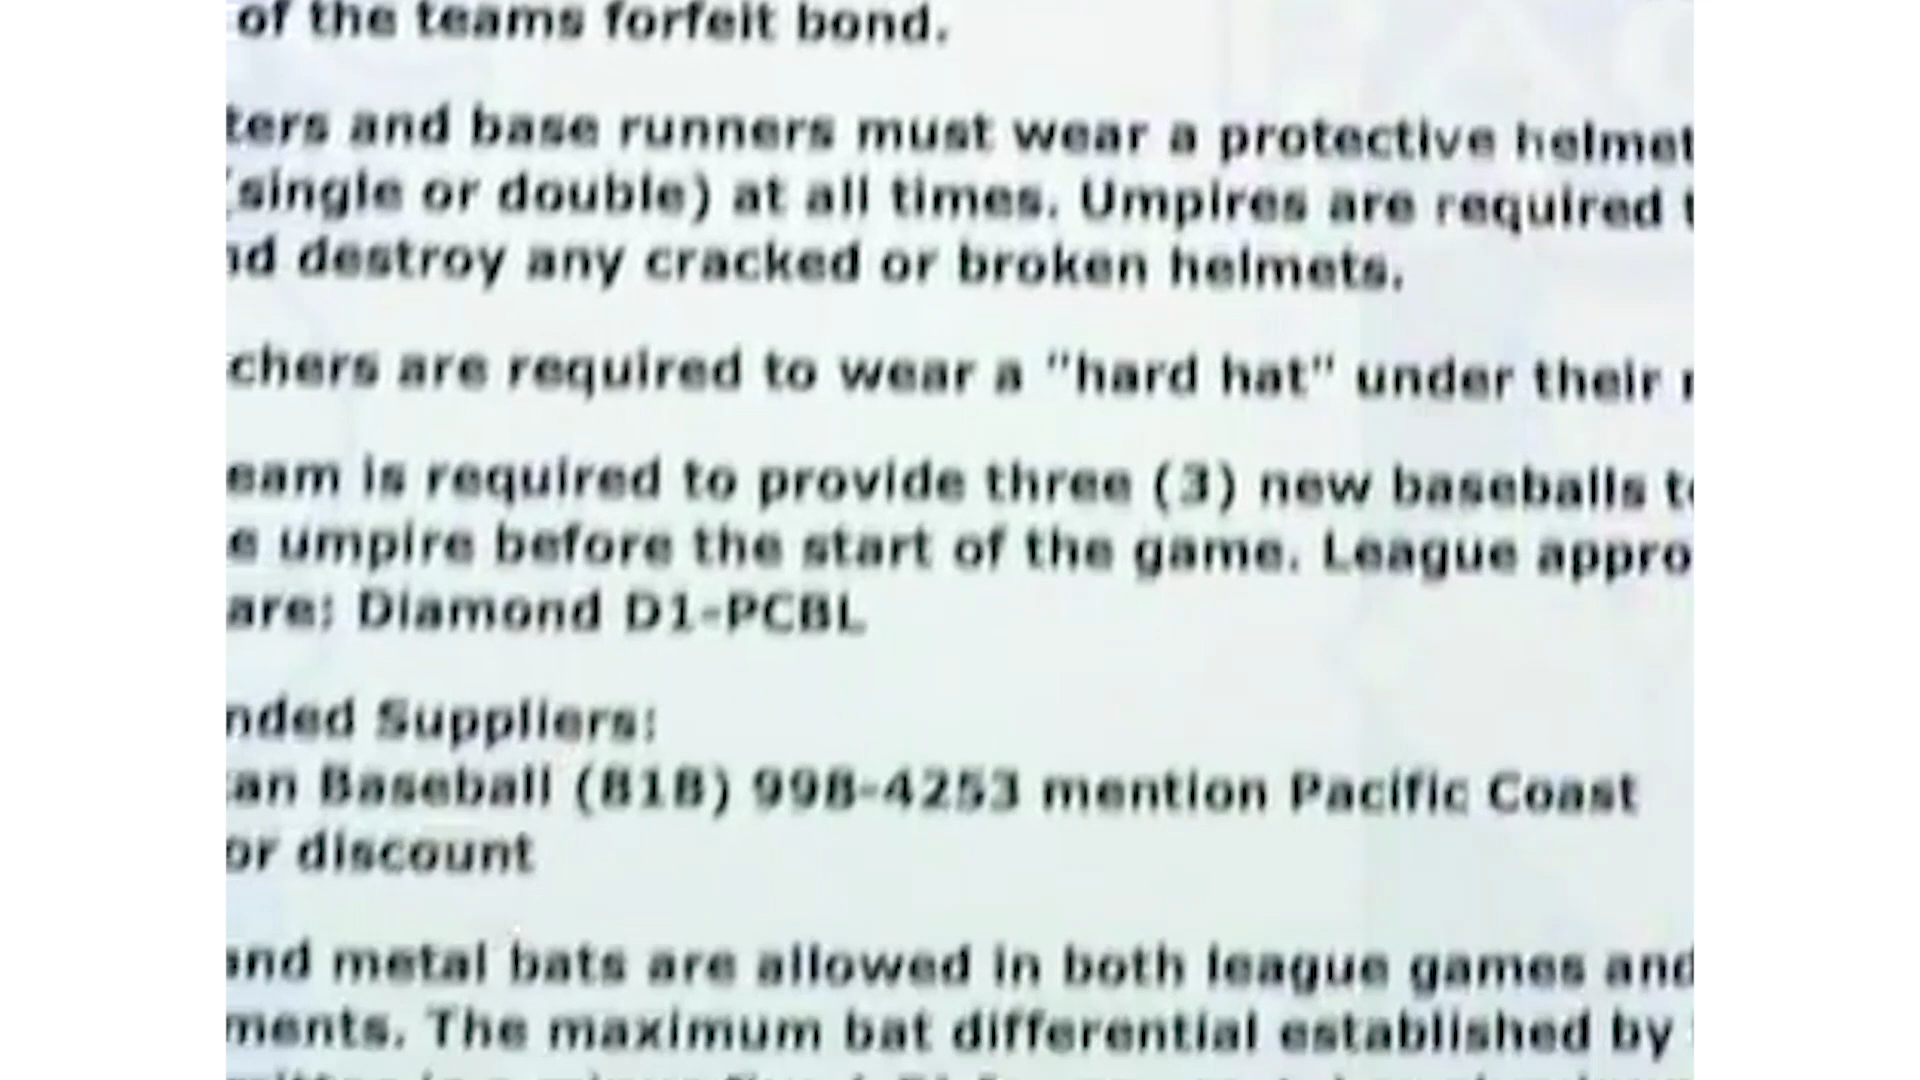 of the teams forfeit bond.
ters and base runners must wear a protective helmet
(single or double) at all times. Umpires are required t
nd destroy any cracked or broken helmets.
chers are required to wear a "hard hat" under their
eam is required to provide three (3) new baseballs to
e umpire before the start of the game. League appro
are; Diamond D1-PCBL
nded Suppliers:
an Baseball (818) 998-4253 mention Pacific Coast
or discount
and metal bats are allowed in both league games and
ments. The maximum bat differential established by